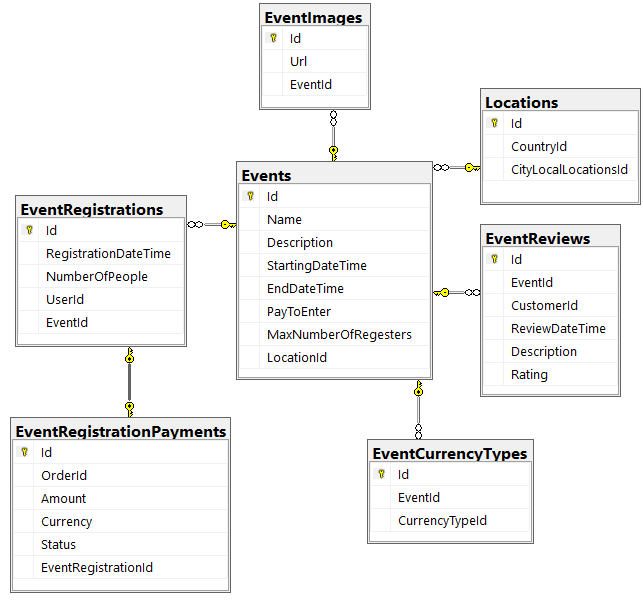 EventImages
Id
Url
EventId
Locations
Id
CountryId
CityLocalLocationsId
Events
Id
Name
Description
StartingDateTime
EndDateTime
PayToEnter
MaxNumberOfRegesters
LocationId
EventRegistrations
Id
RegistrationDateTime
NumberOfPeople
UserId
EventId
EventReviews
Id
EventId
CustomerId
ReviewDateTime
Description
Rating
EventRegistrationPayments
Id
OrderId
Amount
Currency
Status
EventRegistrationId
EventCurrencyTypes
Id
EventId
CurrencyTypeId